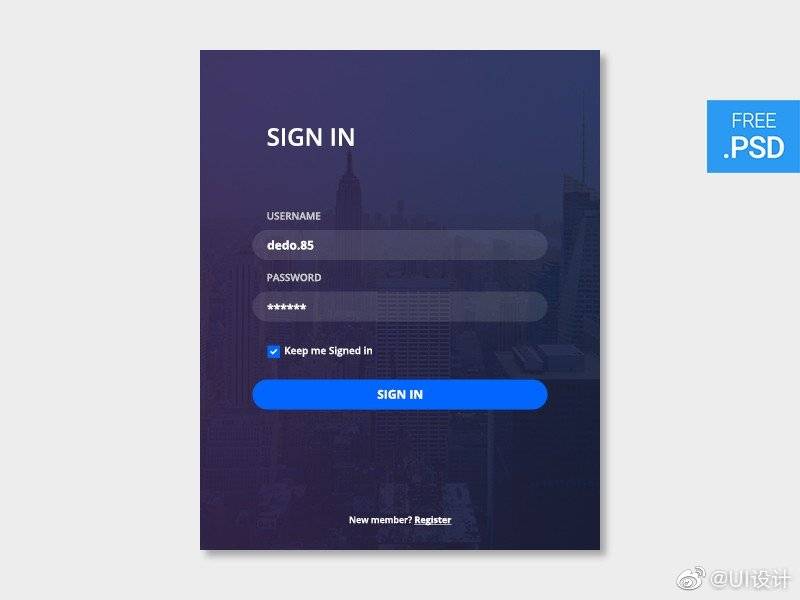 SIGN IN
FREE
.PSD
USERNAME
dedo.85
PASSWORD
******
Keep me Signed in
SIGN IN
New member? Register
@UI设计